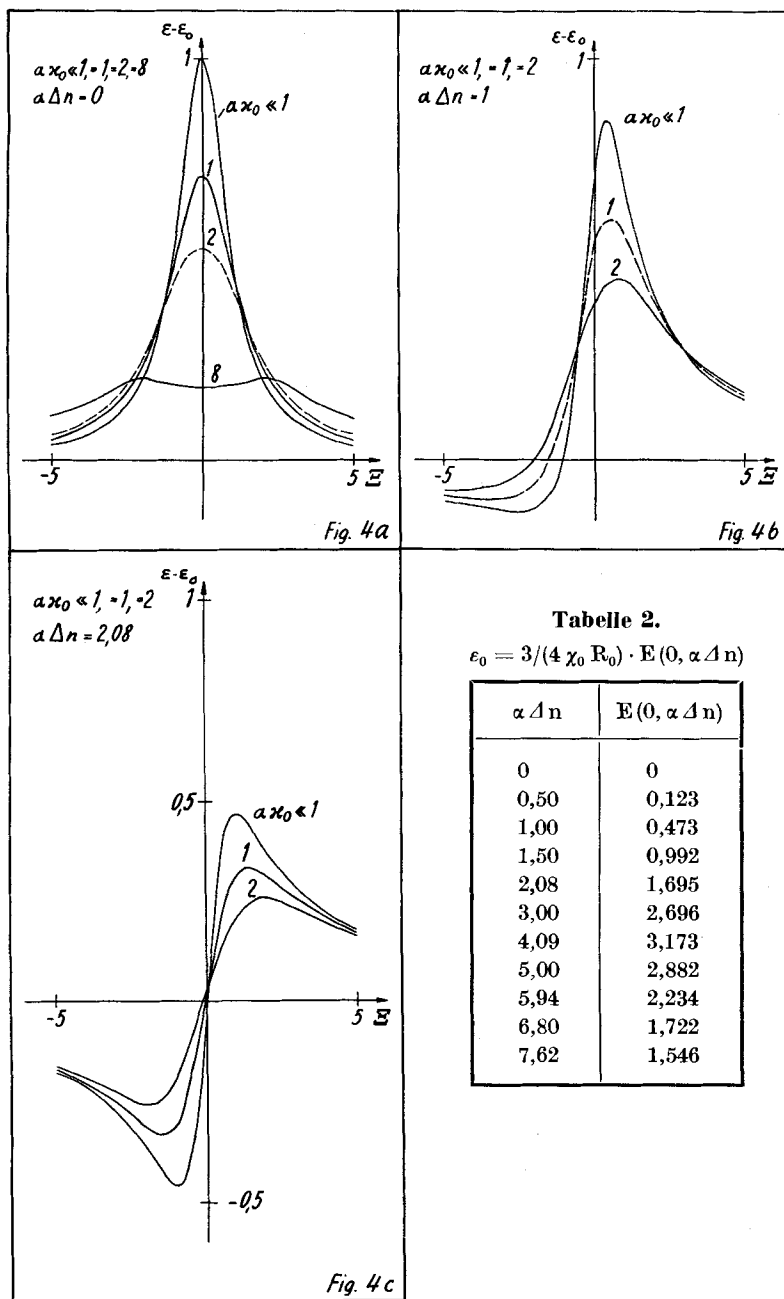 ε-ε₀
1
aϰ₀«1,=1,=2,=8
aΔn=0
aϰ₀«1
1
2
8
-5
5 Ξ
Fig. 4a
ε-ε₀
1
aϰ₀«1,=1,=2
aΔn=1
aϰ₀«1
1
2
-5
5 Ξ
Fig. 4b
ε-ε₀
1
aϰ₀«1,=1,=2
aΔn=2,08
0,5
aϰ₀«1
1
2
-5
5 Ξ
-0,5
Fig. 4c
Tabelle 2.
ε₀ = 3/(4 χ₀ R₀) · E (0, α Δ n)
α Δ n E (0, α Δ n)
0 0
0,50 0,123
1,00 0,473
1,50 0,992
2,08 1,695
3,00 2,696
4,09 3,173
5,00 2,882
5,94 2,234
6,80 1,722
7,62 1,546